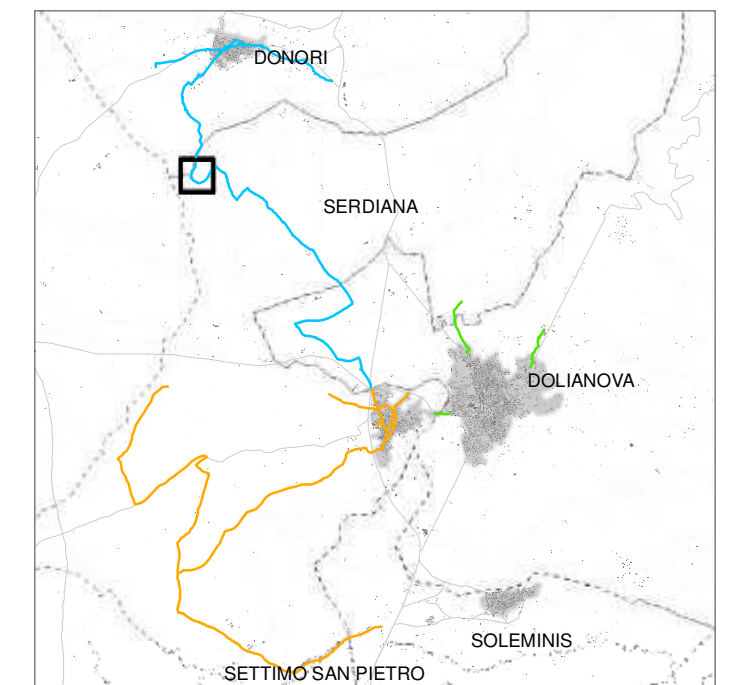 DONORI
SERDIANA
DOLIANOVA
SOLEMINIS
SETTIMO SAN PIETRO